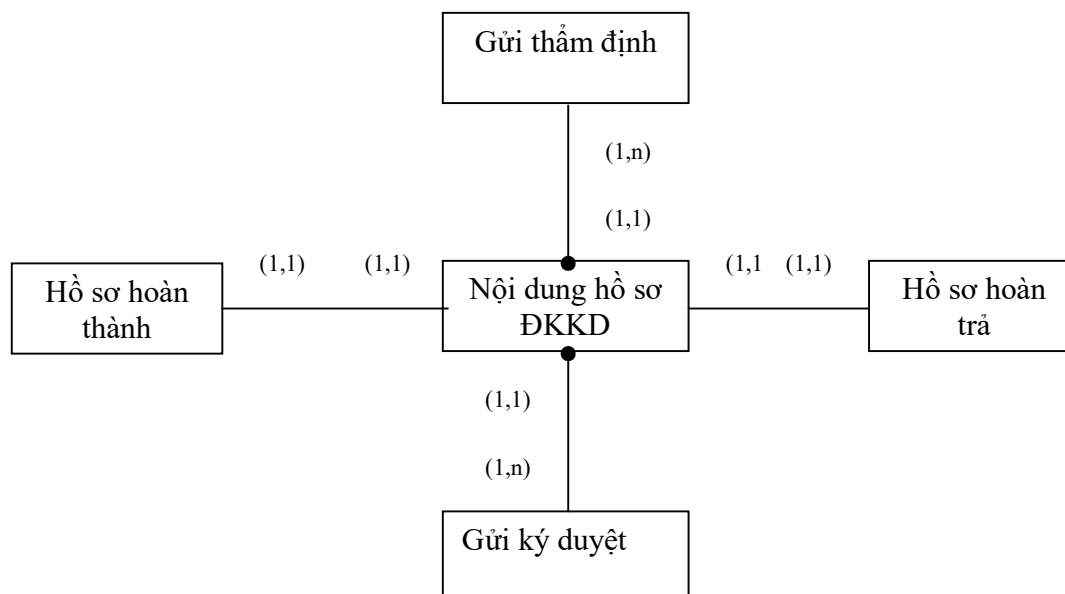 Gửi thẩm định
(1,n)
(1,1)
(1,1) (1,1) (1,1 (1,1)
Hồ sơ hoàn
thành
Nội dung hồ sơ
ĐKKD
Hồ sơ hoàn
trả
(1,1)
(1,n)
Gửi ký duyệt